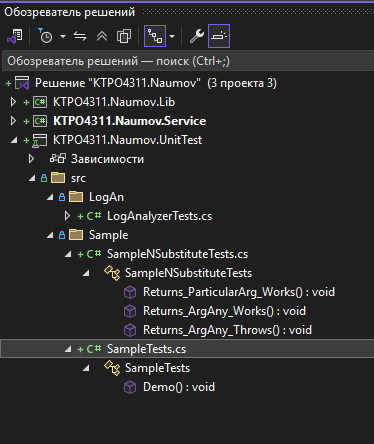 Обозреватель решений
Обозреватель решений — поиск (Ctrl+;)
Решение "KTPO4311.Naumov" (3 проекта 3)
KTPO4311.Naumov.Lib
KTPO4311.Naumov.Service
KTPO4311.Naumov.UnitTest
Зависимости
src
LogAn
C# LogAnalyzerTests.cs
Sample
C# SampleNSubstituteTests.cs
SampleNSubstituteTests
Returns_ParticularArg_Works() : void
Returns_ArgAny_Works() : void
Returns_ArgAny_Throws() : void
C# SampleTests.cs
SampleTests
Demo() : void